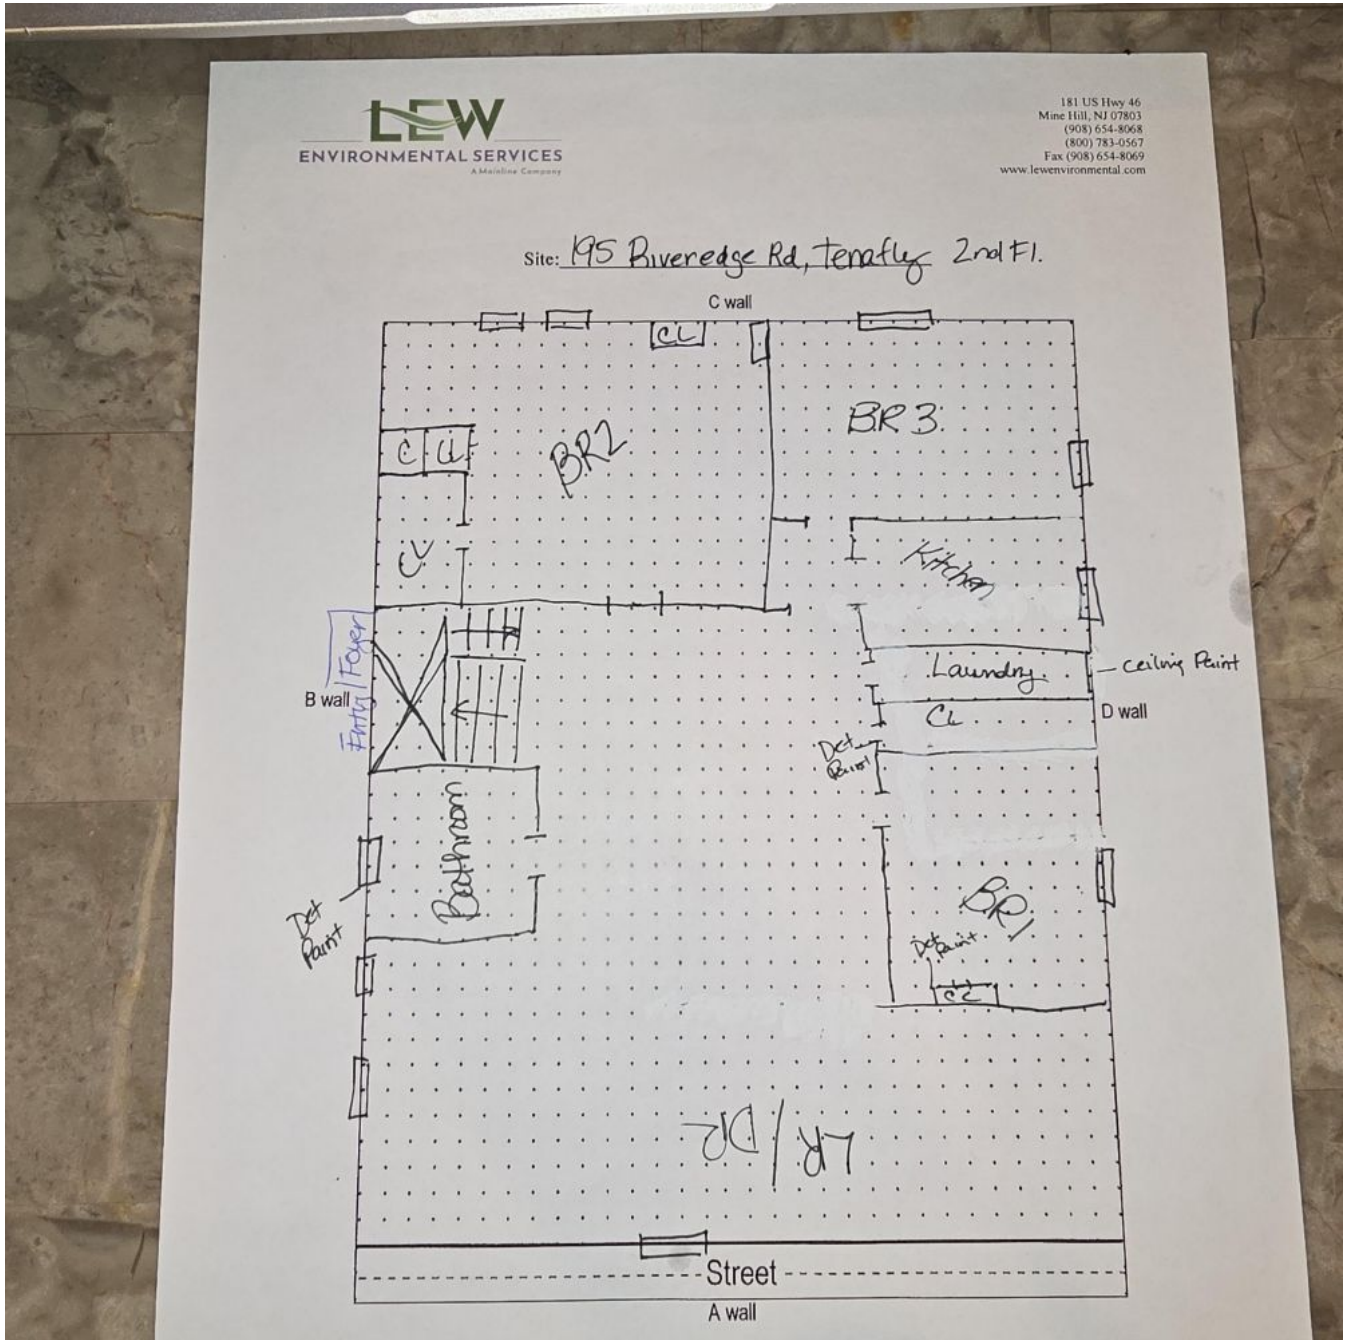 LEW
ENVIRONMENTAL SERVICES
A Mainline Company
181 US Hwy 46
Mine Hill, NJ 07803
(908) 654-8068
(800) 783-0567
Fax (908) 654-8069
www.lewenvironmental.com
Site: 195 Riveredge Rd, Tenafly 2nd Fl.
C wall
CL
BR3
BR2
C CL
CL
Kitchen
Entry/Foyer
B wall
Laundry
Ceiling Paint
CL
D wall
Det
Paint
Bathroom
Det
Paint
BR1
Det
Paint
CL
LR/DR
Street
A wall